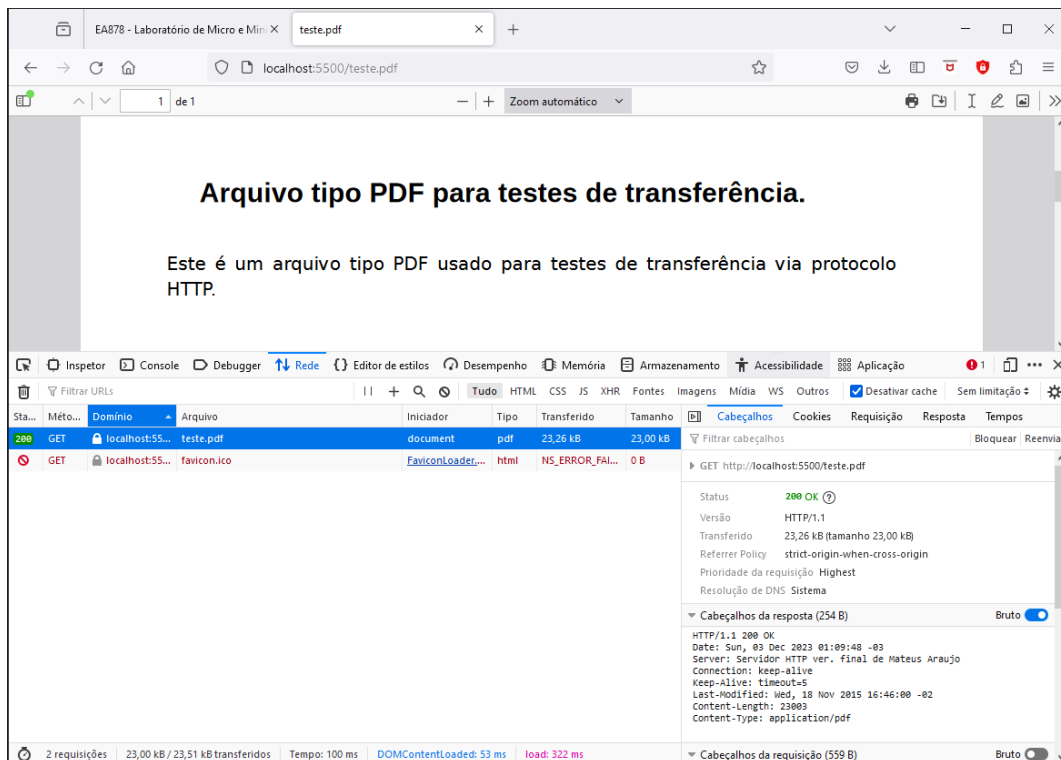 EA878 - Laboratório de Micro e Mini
teste.pdf
localhost:5500/teste.pdf
1 de 1
Zoom automático
Arquivo tipo PDF para testes de transferência.
Este é um arquivo tipo PDF usado para testes de transferência via protocolo
HTTP.
Inspetor Console Debugger Rede Editor de estilos Desempenho Memória Armazenamento Acessibilidade Aplicação 1
Filtrar URLs Tudo HTML CSS JS XHR Fontes Imagens Mídia WS Outros Desativar cache Sem limitação
Sta... Méto... Domínio Arquivo Iniciador Tipo Transferido Tamanho
200 GET localhost:55... teste.pdf document pdf 23,26 kB 23,00 kB
GET localhost:55... favicon.ico FaviconLoader.... html NS_ERROR_FAI... 0 B
Cabeçalhos Cookies Requisição Resposta Tempos
Filtrar cabeçalhos Bloquear Reenvia
GET http://localhost:5500/teste.pdf
Status 200 OK
Versão HTTP/1.1
Transferido 23,26 kB (tamanho 23,00 kB)
Referrer Policy strict-origin-when-cross-origin
Prioridade da requisição Highest
Resolução de DNS Sistema
Cabeçalhos da resposta (254 B) Bruto
HTTP/1.1 200 OK
Date: Sun, 03 Dec 2023 01:09:48 -03
Server: Servidor HTTP ver. final de Mateus Araujo
Connection: keep-alive
Keep-Alive: timeout=5
Last-Modified: Wed, 18 Nov 2015 16:46:00 -02
Content-Length: 23003
Content-Type: application/pdf
Cabeçalhos da requisição (559 B) Bruto
2 requisições 23,00 kB / 23,51 kB transferidos Tempo: 100 ms DOMContentLoaded: 53 ms load: 322 ms